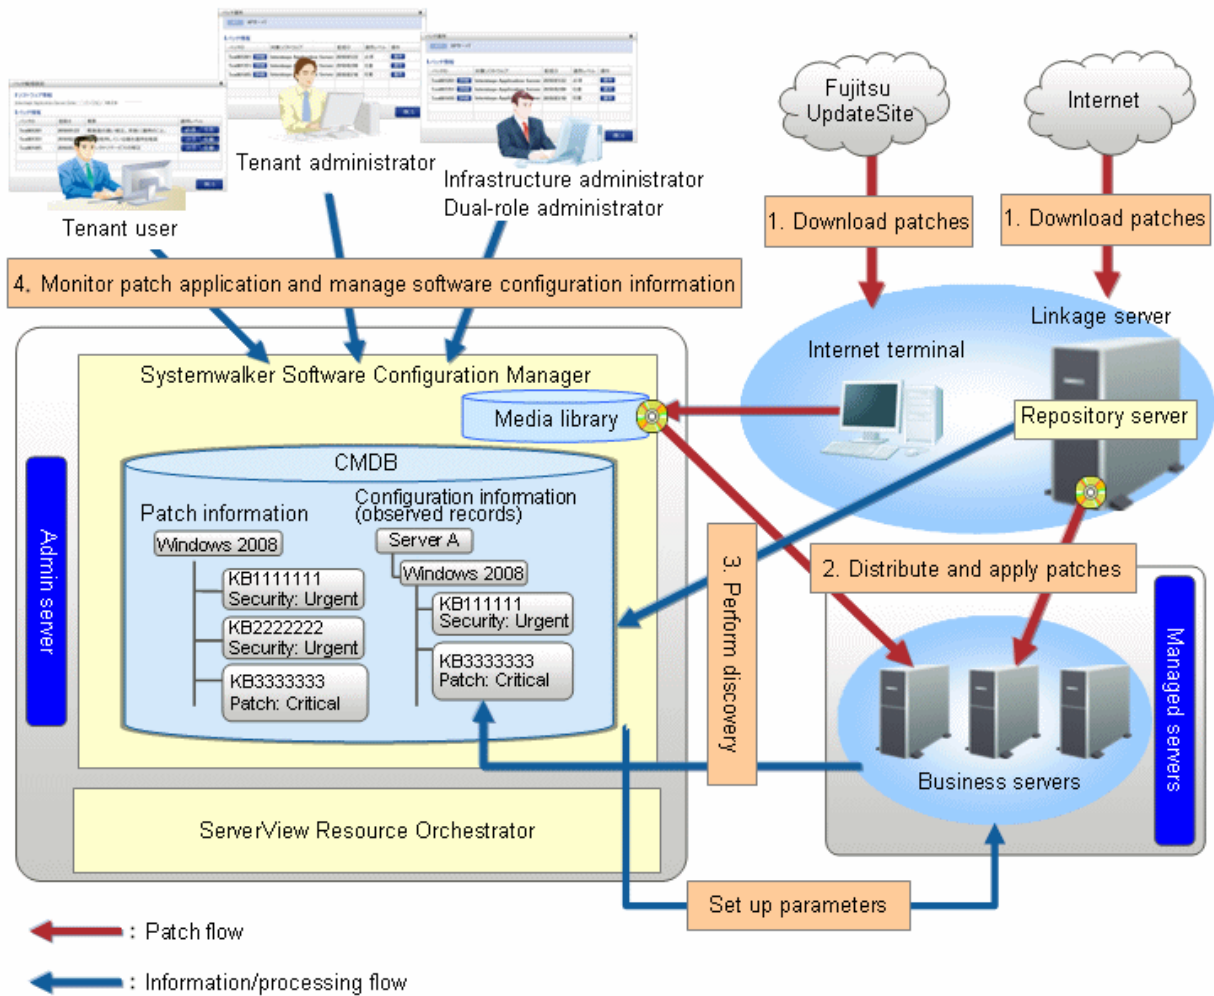 Tenant administrator
Infrastructure administrator
Dual-role administrator
Tenant user
Fujitsu
UpdateSite
Internet
1. Download patches
1. Download patches
4. Monitor patch application and manage software configuration information
Linkage server
Internet terminal
Repository server
Systemwalker Software Configuration Manager
Media library
CMDB
Patch information
Windows 2008
KB1111111
Security: Urgent
KB2222222
Security: Urgent
KB3333333
Patch: Critical
Configuration information
(observed records)
Server A
Windows 2008
KB111111
Security: Urgent
KB3333333
Patch: Critical
Admin server
3. Perform discovery
2. Distribute and apply patches
Business servers
Managed servers
ServerView Resource Orchestrator
Set up parameters
: Patch flow
: Information/processing flow